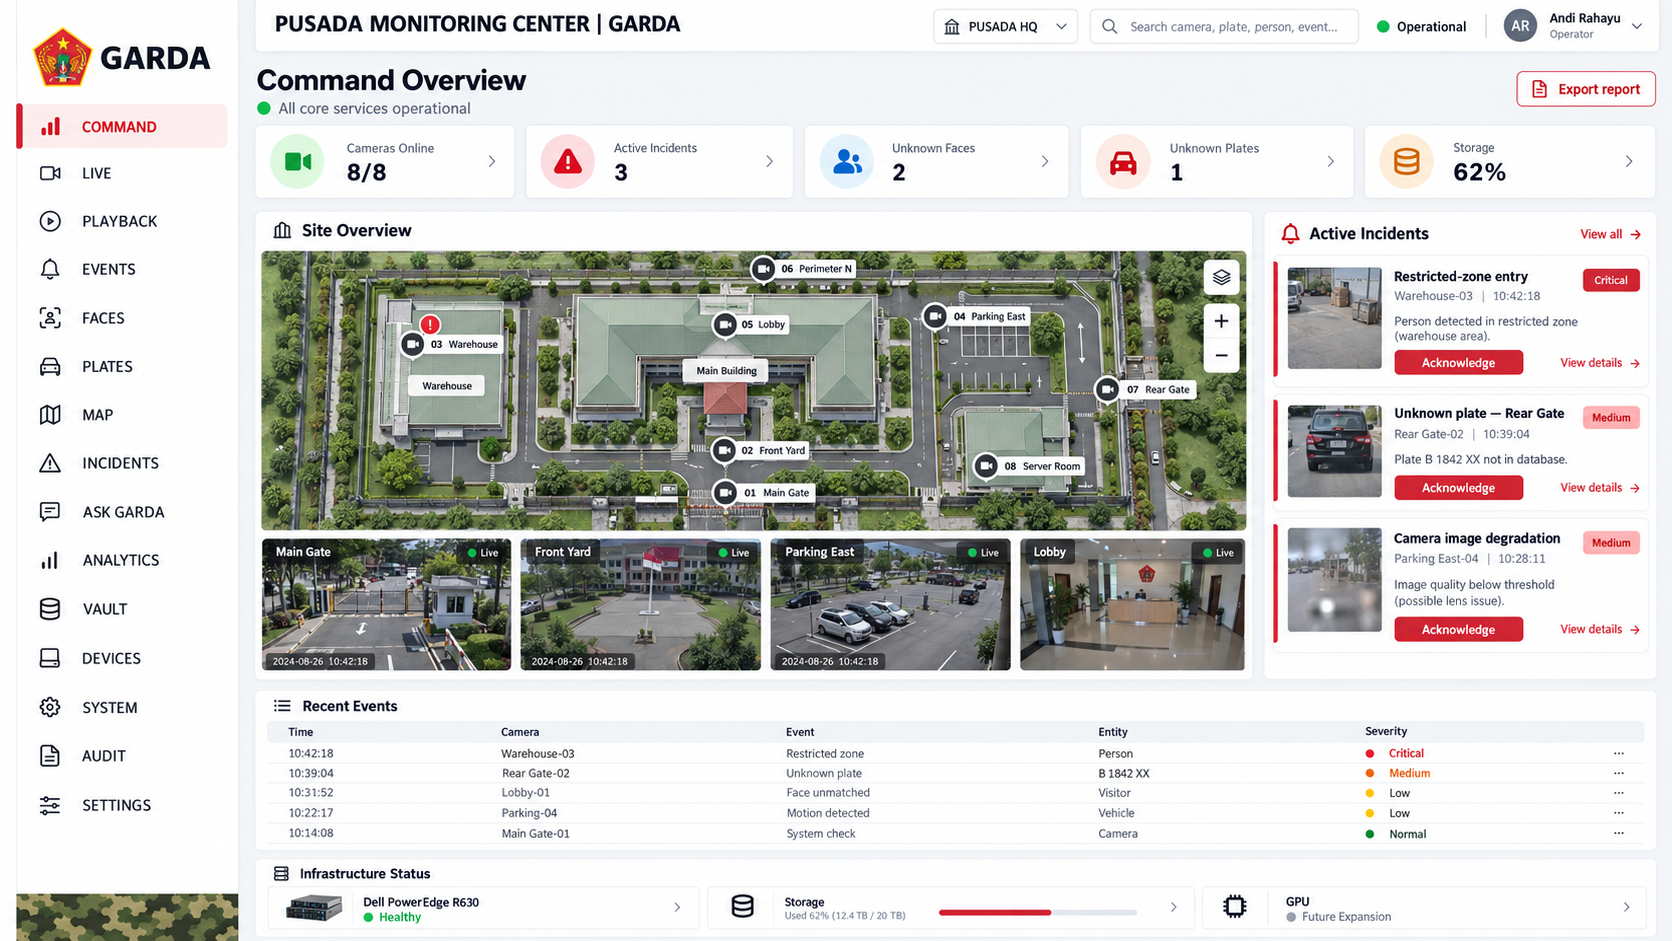 GARDA
COMMAND
LIVE
PLAYBACK
EVENTS
FACES
PLATES
MAP
INCIDENTS
ASK GARDA
ANALYTICS
VAULT
DEVICES
SYSTEM
AUDIT
SETTINGS
PUSADA MONITORING CENTER | GARDA
PUSADA HQ
Search camera, plate, person, event...
Operational
AR
Andi Rahayu
Operator
Command Overview
All core services operational
Export report
Cameras Online
8/8
Active Incidents
3
Unknown Faces
2
Unknown Plates
1
Storage
62%
Site Overview
06 Perimeter N
05 Lobby
04 Parking East
03 Warehouse
Warehouse
Main Building
07 Rear Gate
02 Front Yard
08 Server Room
01 Main Gate
+
−
Main Gate
Live
2024-08-26 10:42:18
Front Yard
Live
2024-08-26 10:42:18
Parking East
Live
2024-08-26 10:42:18
Lobby
Live
Active Incidents
View all →
Restricted-zone entry
Critical
Warehouse-03 | 10:42:18
Person detected in restricted zone
(warehouse area).
Acknowledge
View details →
Unknown plate — Rear Gate
Medium
Rear Gate-02 | 10:39:04
Plate B 1842 XX not in database.
Acknowledge
View details →
Camera image degradation
Medium
Parking East-04 | 10:28:11
Image quality below threshold
(possible lens issue).
Acknowledge
View details →
Recent Events
Time Camera Event Entity Severity
10:42:18 Warehouse-03 Restricted zone Person Critical ...
10:39:04 Rear Gate-02 Unknown plate B 1842 XX Medium ...
10:31:52 Lobby-01 Face unmatched Visitor Low ...
10:22:17 Parking-04 Motion detected Vehicle Low ...
10:14:08 Main Gate-01 System check Camera Normal ...
Infrastructure Status
Dell PowerEdge R630
Healthy
Storage
Used 62% (12.4 TB / 20 TB)
GPU
Future Expansion